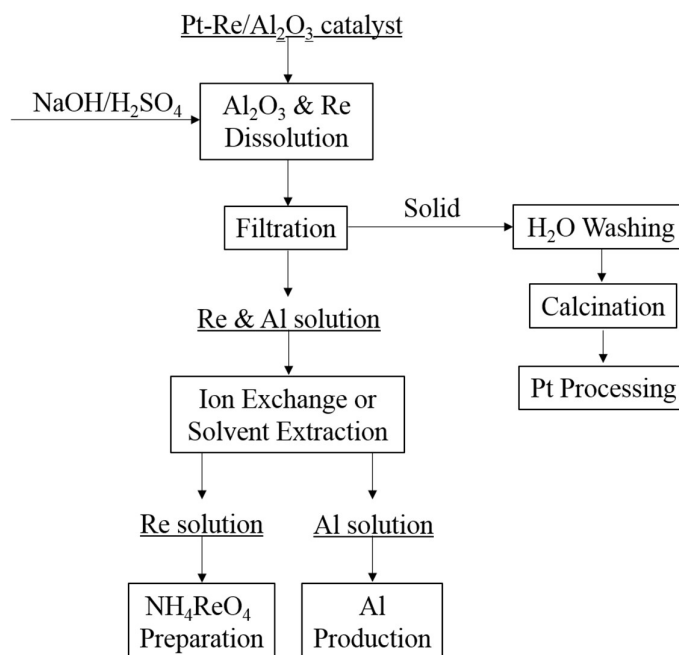 Pt-Re/Al₂O₃ catalyst
NaOH/H₂SO₄
Al₂O₃ & Re
Dissolution
Filtration
Solid
H₂O Washing
Calcination
Re & Al solution
Pt Processing
Ion Exchange or
Solvent Extraction
Re solution
Al solution
NH₄ReO₄
Preparation
Al
Production